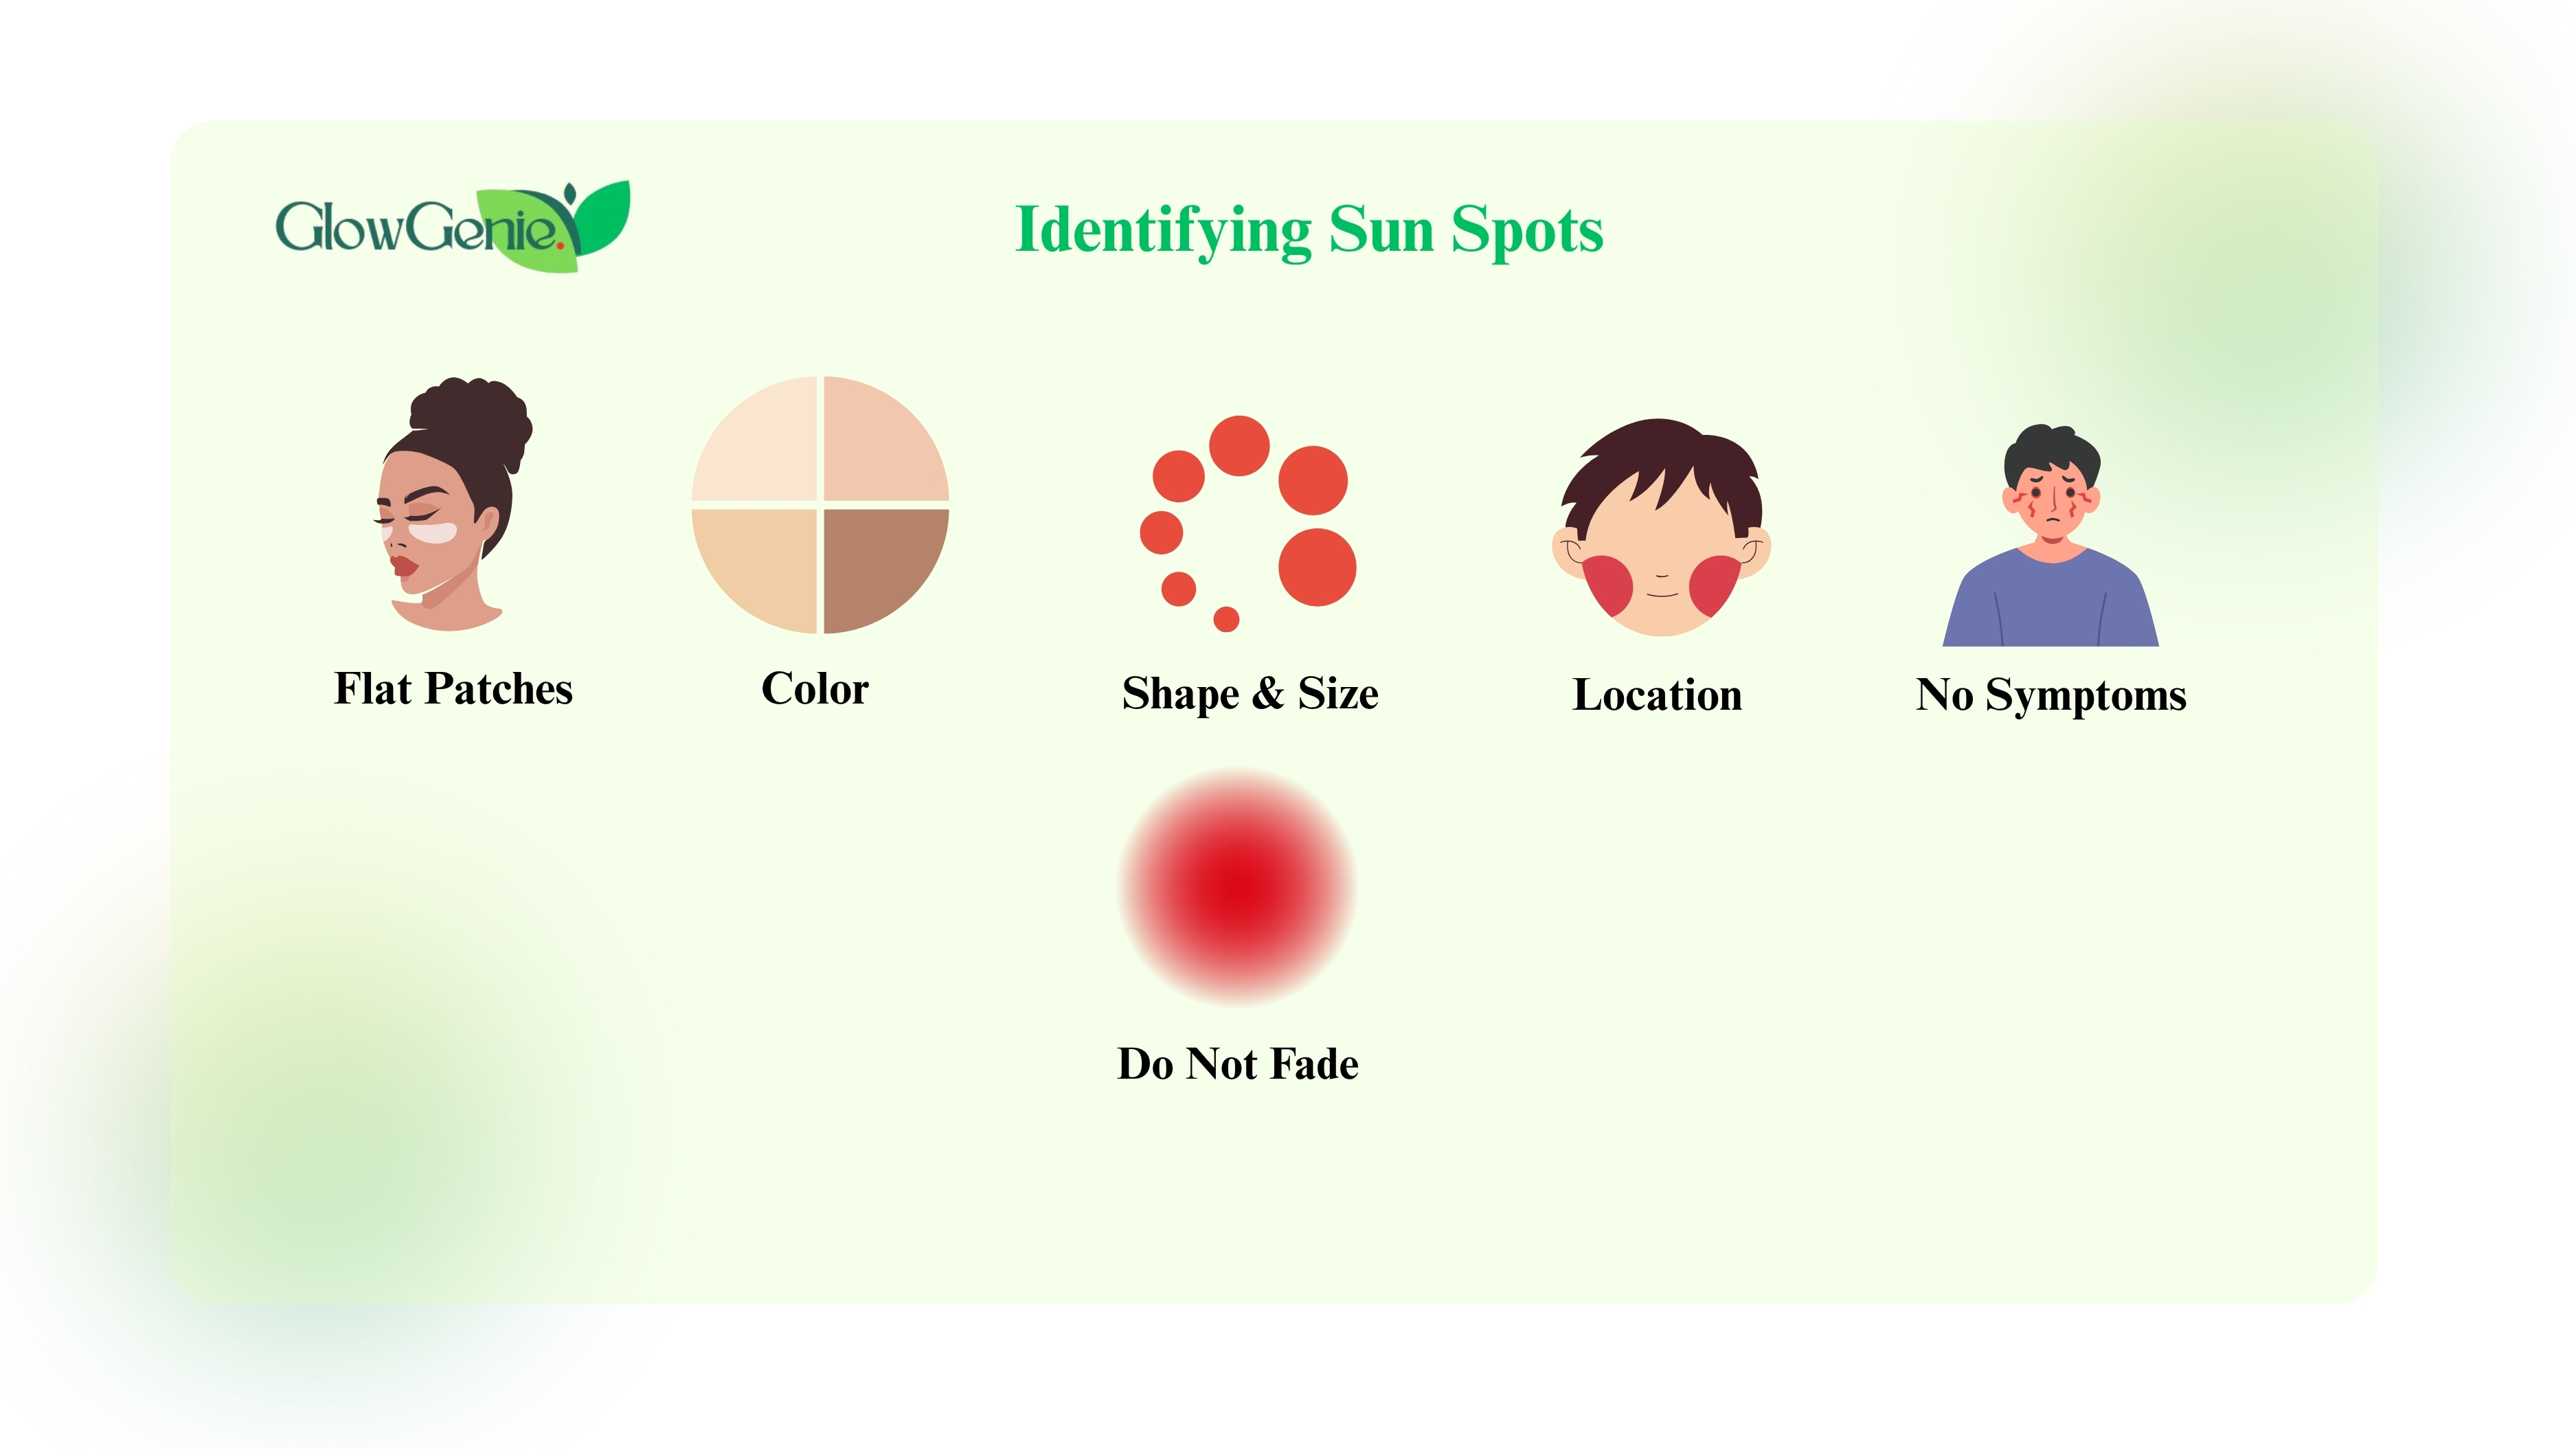 GlowGenie.
Identifying Sun Spots
Flat Patches
Color
Shape & Size
Location
No Symptoms
Do Not Fade